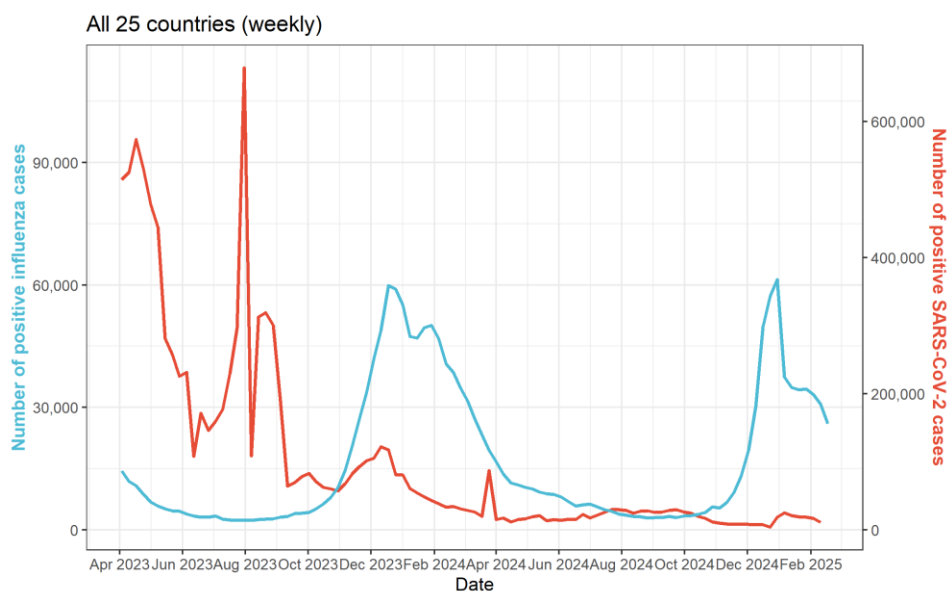 All 25 countries (weekly)
Number of positive influenza cases
90,000
60,000
30,000
0
600,000
400,000
200,000
0
Number of positive SARS-CoV-2 cases
Apr 2023 Jun 2023 Aug 2023 Oct 2023 Dec 2023 Feb 2024 Apr 2024 Jun 2024 Aug 2024 Oct 2024 Dec 2024 Feb 2025
Date